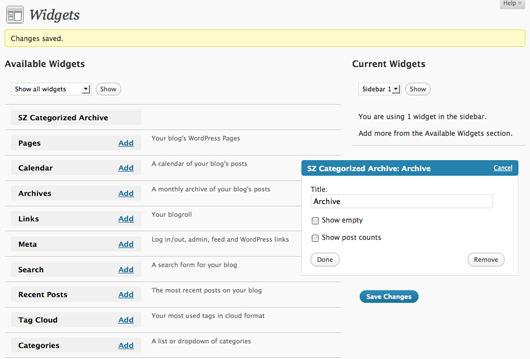 Help
Widgets
Changes saved.
Available Widgets
Show all widgets Show
SZ Categorized Archive
Pages Add Your blog's WordPress Pages
Calendar Add A calendar of your blog's posts
Archives Add A monthly archive of your blog's posts
Links Add Your blogroll
Meta Add Log in/out, admin, feed and WordPress links
Search Add A search form for your blog
Recent Posts Add The most recent posts on your blog
Tag Cloud Add Your most used tags in cloud format
Categories Add A list or dropdown of categories
Current Widgets
Sidebar 1 Show
You are using 1 widget in the sidebar.
Add more from the Available Widgets section.
SZ Categorized Archive: Archive Cancel
Title:
Archive
Show empty
Show post counts
Done Remove
Save Changes